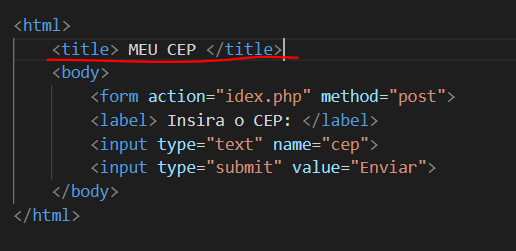 <html>
<title> MEU CEP </title>
<body>
<form action="idex.php" method="post">
<label> Insira o CEP: </label>
<input type="text" name="cep">
<input type="submit" value="Enviar">
</body>
</html>